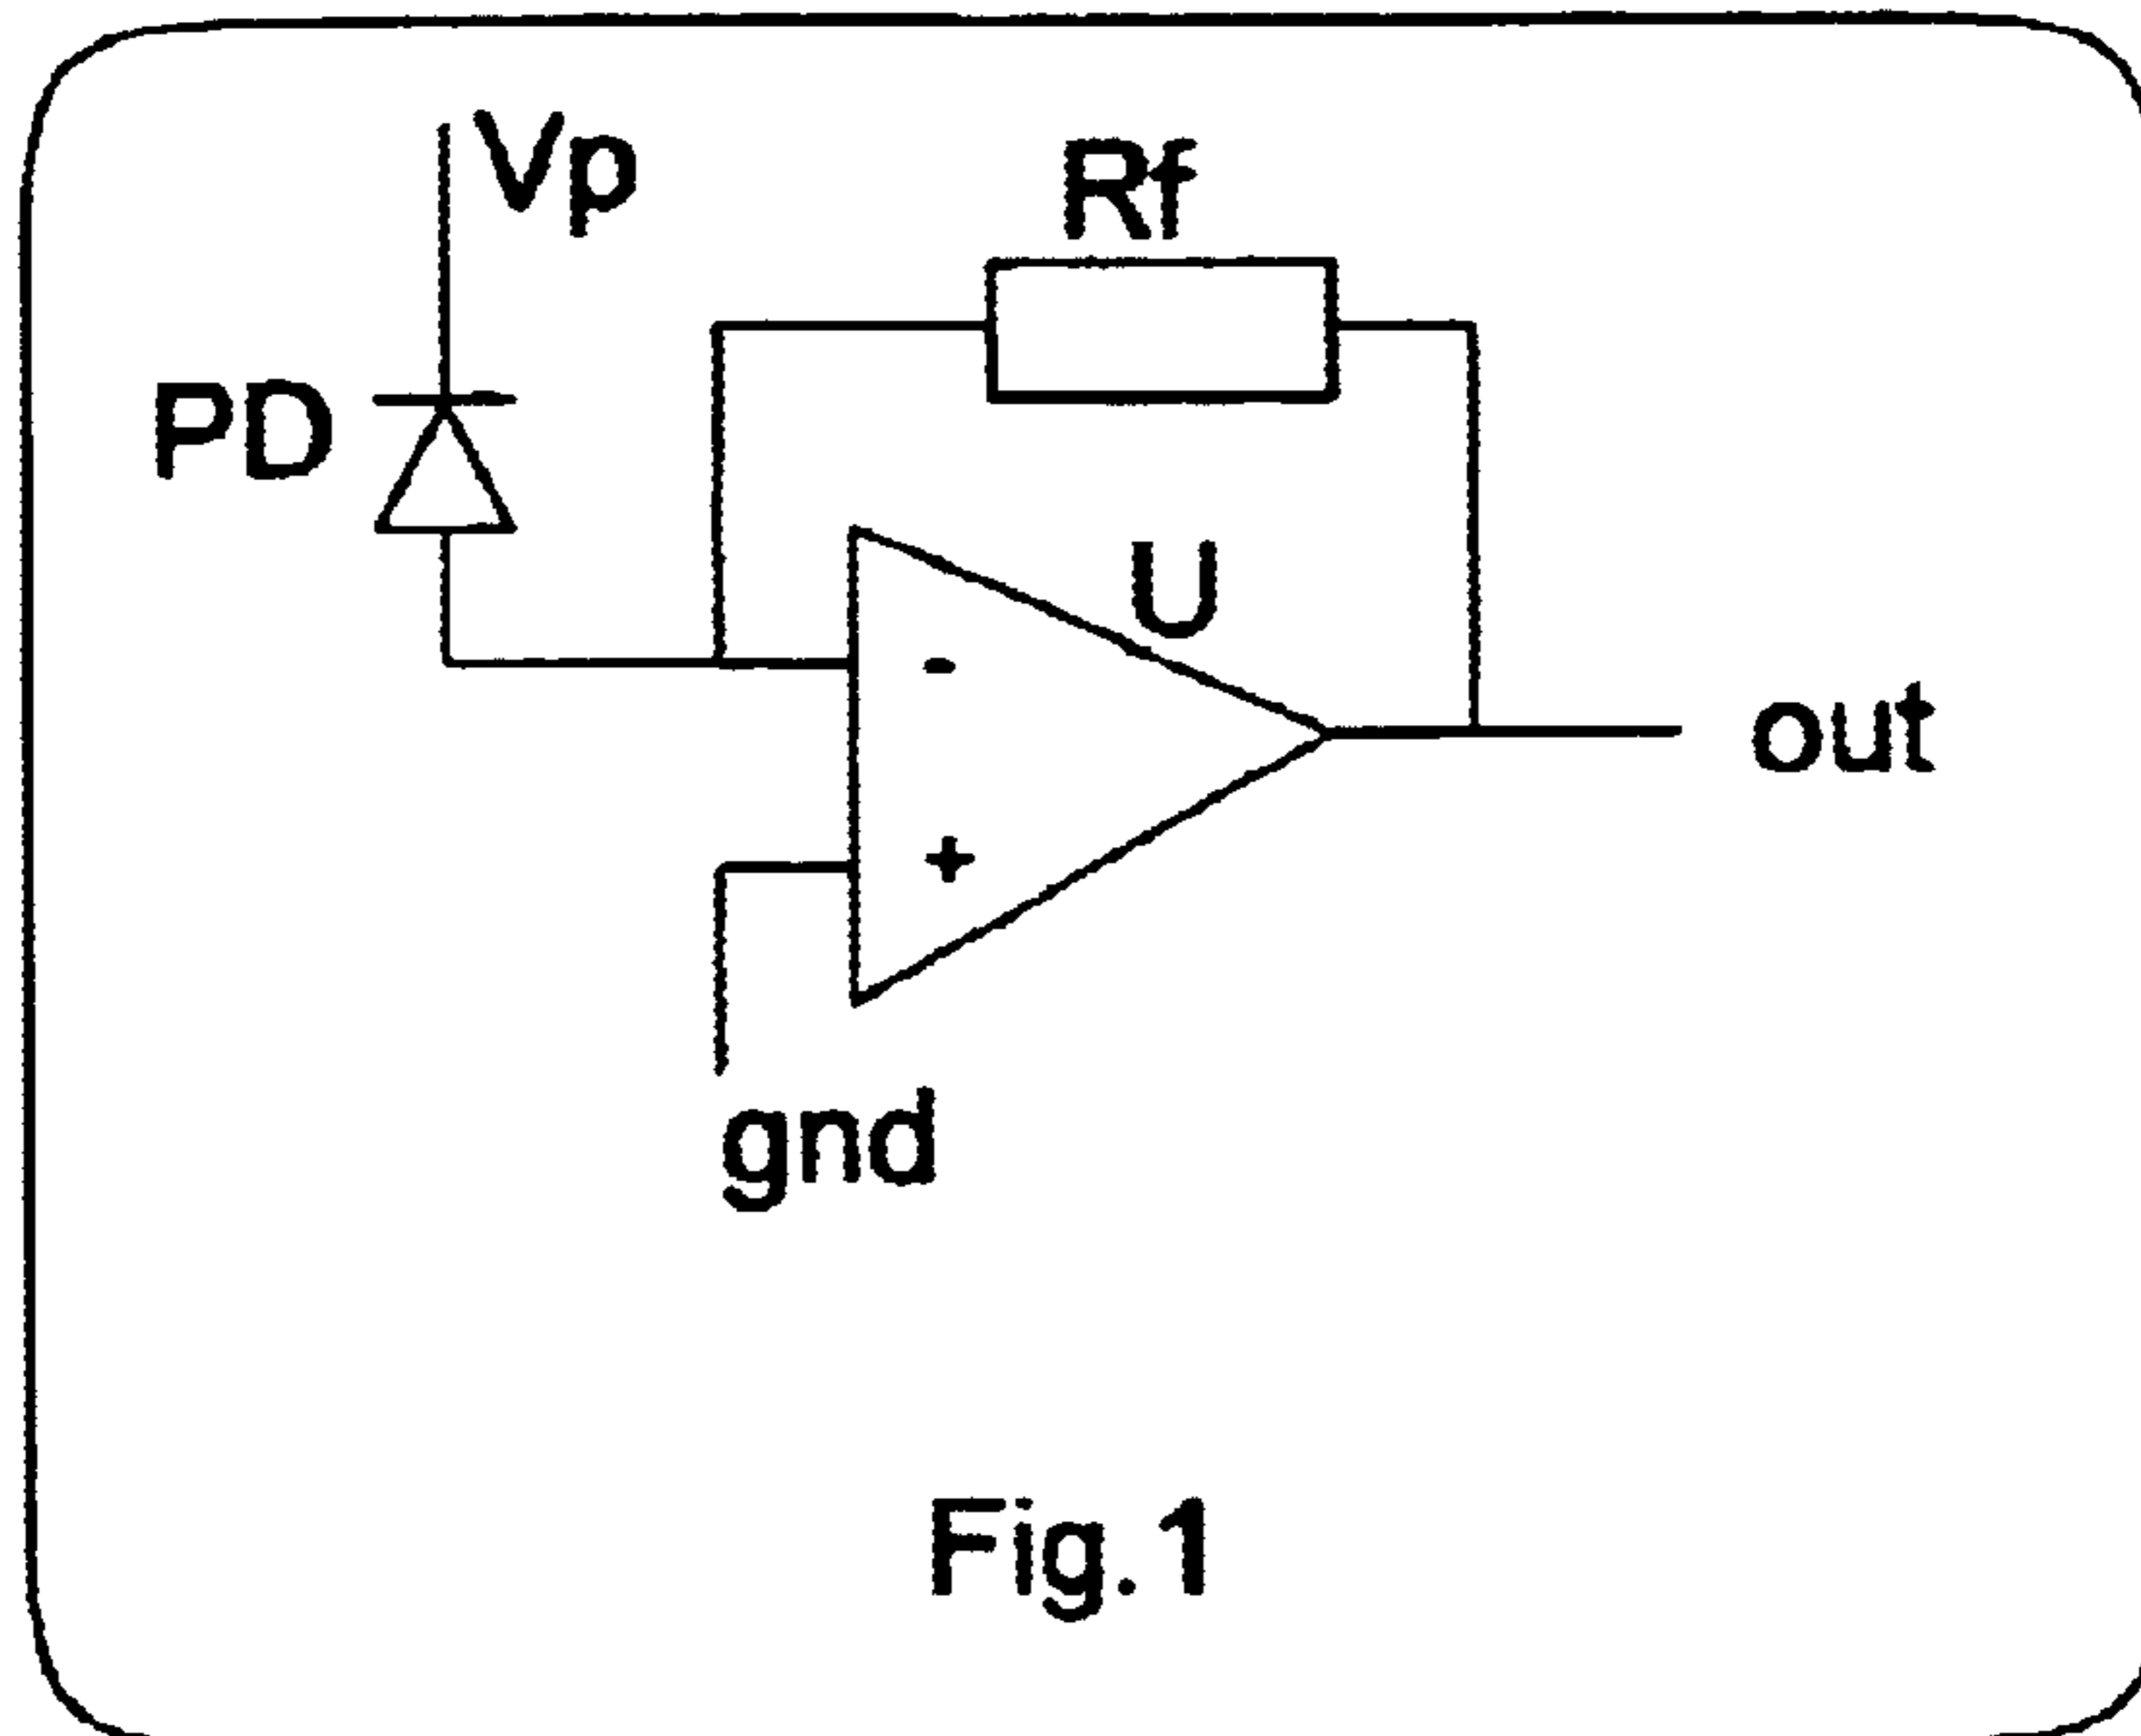 Vp
Rf
PD
U
-
out
+
gnd
Fig.1